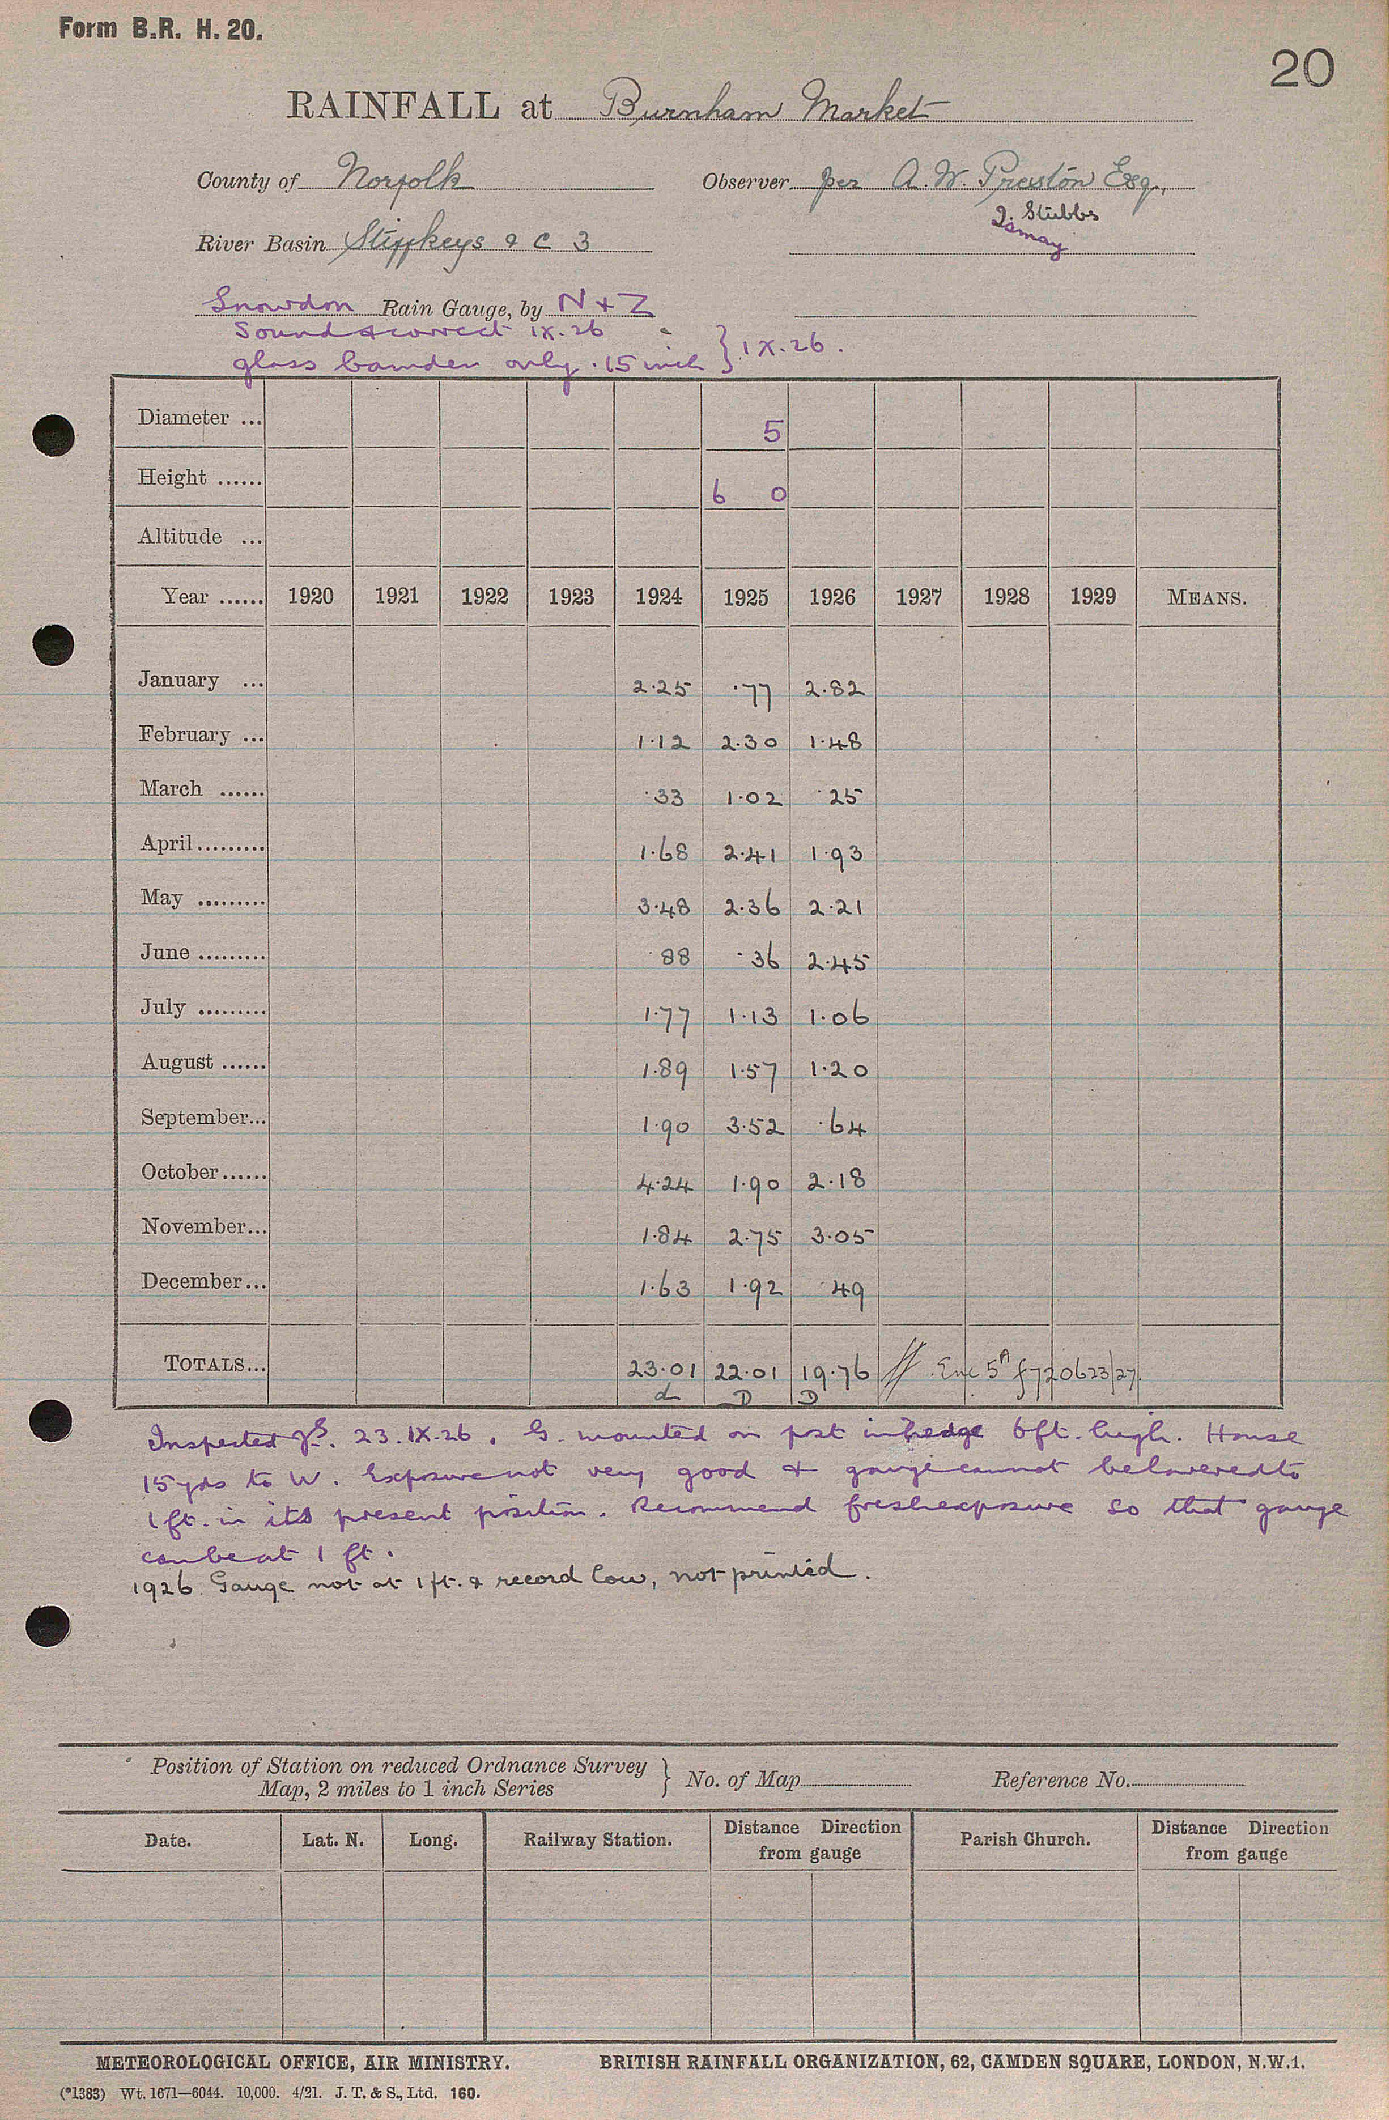 Form B.R. H. 20.
20
RAINFALL at Burnham Market
County of Norfolk Observer per A. W. Preston Esq.,
Stubbs
Ismay
River Basin Stiffkeys & C 3
Snowdon Rain Gauge, by N + Z
Sound & correct IX.26
glass camden only .15 inch } IX.26.
Diameter ... 5
Height ...... 6 0
Altitude ...
Year ...... 1920 1921 1922 1923 1924 1925 1926 1927 1928 1929 MEANS.
January ... 2.25 .77 2.82
February ... 1.12 2.30 1.48
March ...... .33 1.02 .25
April ......... 1.68 2.41 1.93
May ......... 3.48 2.36 2.21
June ......... .88 .36 2.45
July ......... 1.77 1.13 1.06
August ...... 1.89 1.57 1.20
September... 1.90 3.52 .64
October...... 4.24 1.90 2.18
November... 1.84 2.75 3.05
December... 1.63 1.92 .49
TOTALS... 23.01 22.01 19.76 Enc 5A f720623/27
d D D
Inspected 23.IX.26. G. mounted on post in hedge 6ft. high. House
15 yds to W. Exposure not very good & gauge cannot be lowered to
1 ft. in its present position. Recommend fresh exposure so that gauge
can be at 1 ft.
1926 Gauge not at 1 ft. & record low, not printed.
Position of Station on reduced Ordnance Survey
Map, 2 miles to 1 inch Series } No. of Map Reference No.
Date. Lat. N. Long. Railway Station. Distance Direction from gauge Parish Church. Distance Direction from gauge
METEOROLOGICAL OFFICE, AIR MINISTRY. BRITISH RAINFALL ORGANIZATION, 62, CAMDEN SQUARE, LONDON, N.W.1.
(*1383) Wt. 1671—6044. 10,000. 4/21. J. T. & S., Ltd. 160.